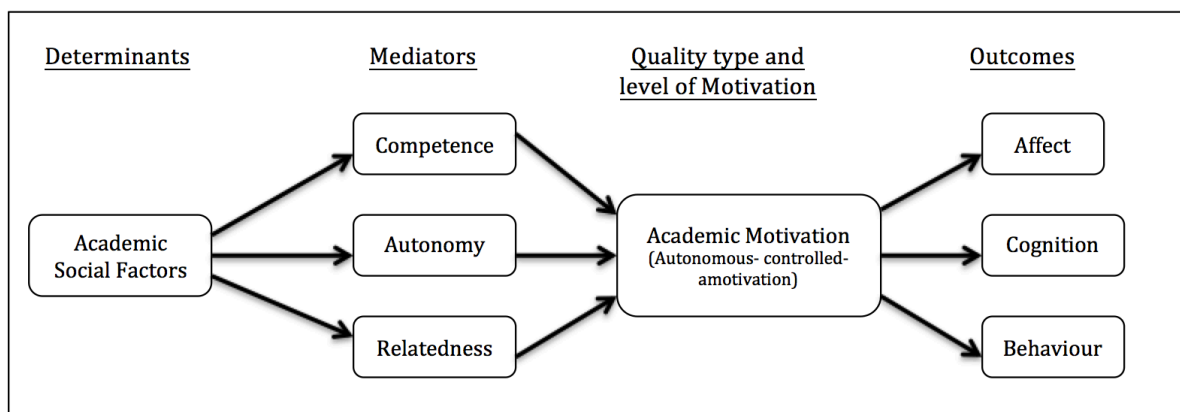 Determinants
Mediators
Quality type and
level of Motivation
Outcomes
Academic
Social Factors
Competence
Autonomy
Relatedness
Academic Motivation
(Autonomous- controlled-
amotivation)
Affect
Cognition
Behaviour